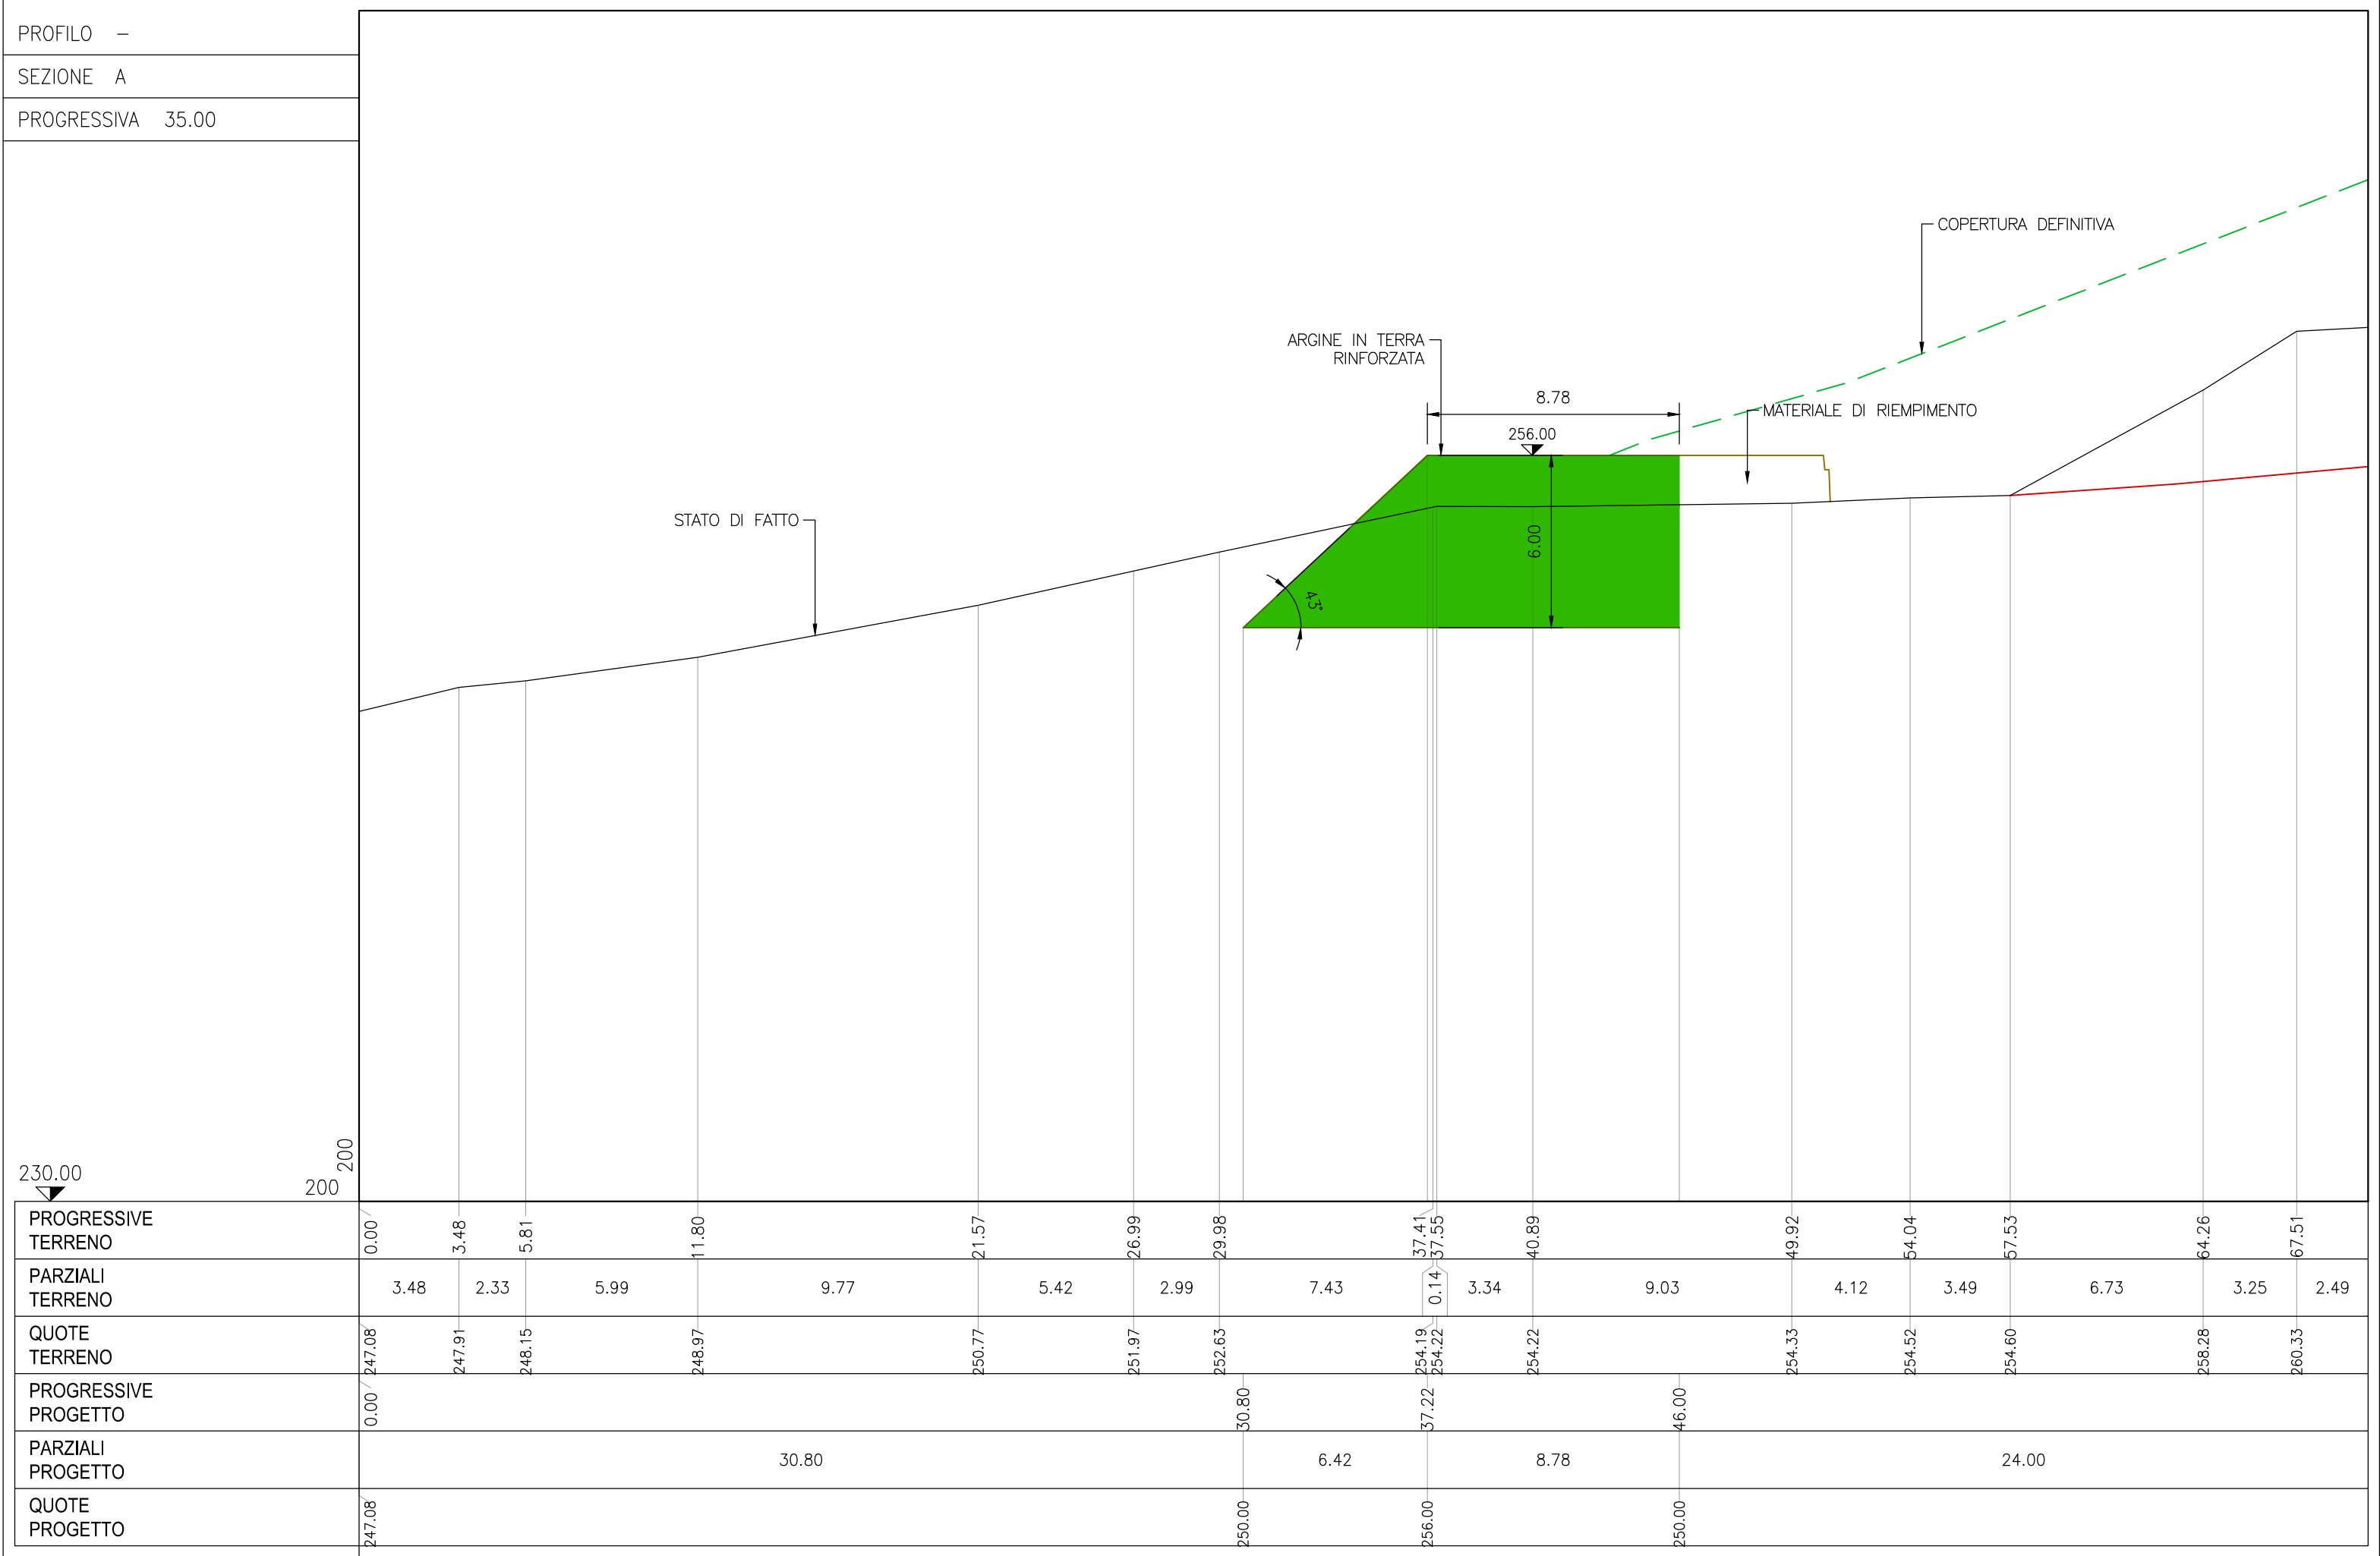 PROFILO –
SEZIONE A
PROGRESSIVA 35.00
COPERTURA DEFINITIVA
ARGINE IN TERRA
RINFORZATA
8.78
MATERIALE DI RIEMPIMENTO
256.00
STATO DI FATTO
6.00
43°
200
230.00
200
PROGRESSIVE
TERRENO
0.00 3.48 5.81 11.80 21.57 26.99 29.98 37.41 37.55 40.89 49.92 54.04 57.53 64.26 67.51
PARZIALI
TERRENO
3.48 2.33 5.99 9.77 5.42 2.99 7.43 0.14 3.34 9.03 4.12 3.49 6.73 3.25 2.49
QUOTE
TERRENO
247.08 247.91 248.15 248.97 250.77 251.97 252.63 254.19 254.22 254.22 254.33 254.52 254.60 258.28 260.33
PROGRESSIVE
PROGETTO
0.00 30.80 37.22 46.00
PARZIALI
PROGETTO
30.80 6.42 8.78 24.00
QUOTE
PROGETTO
247.08 250.00 256.00 250.00